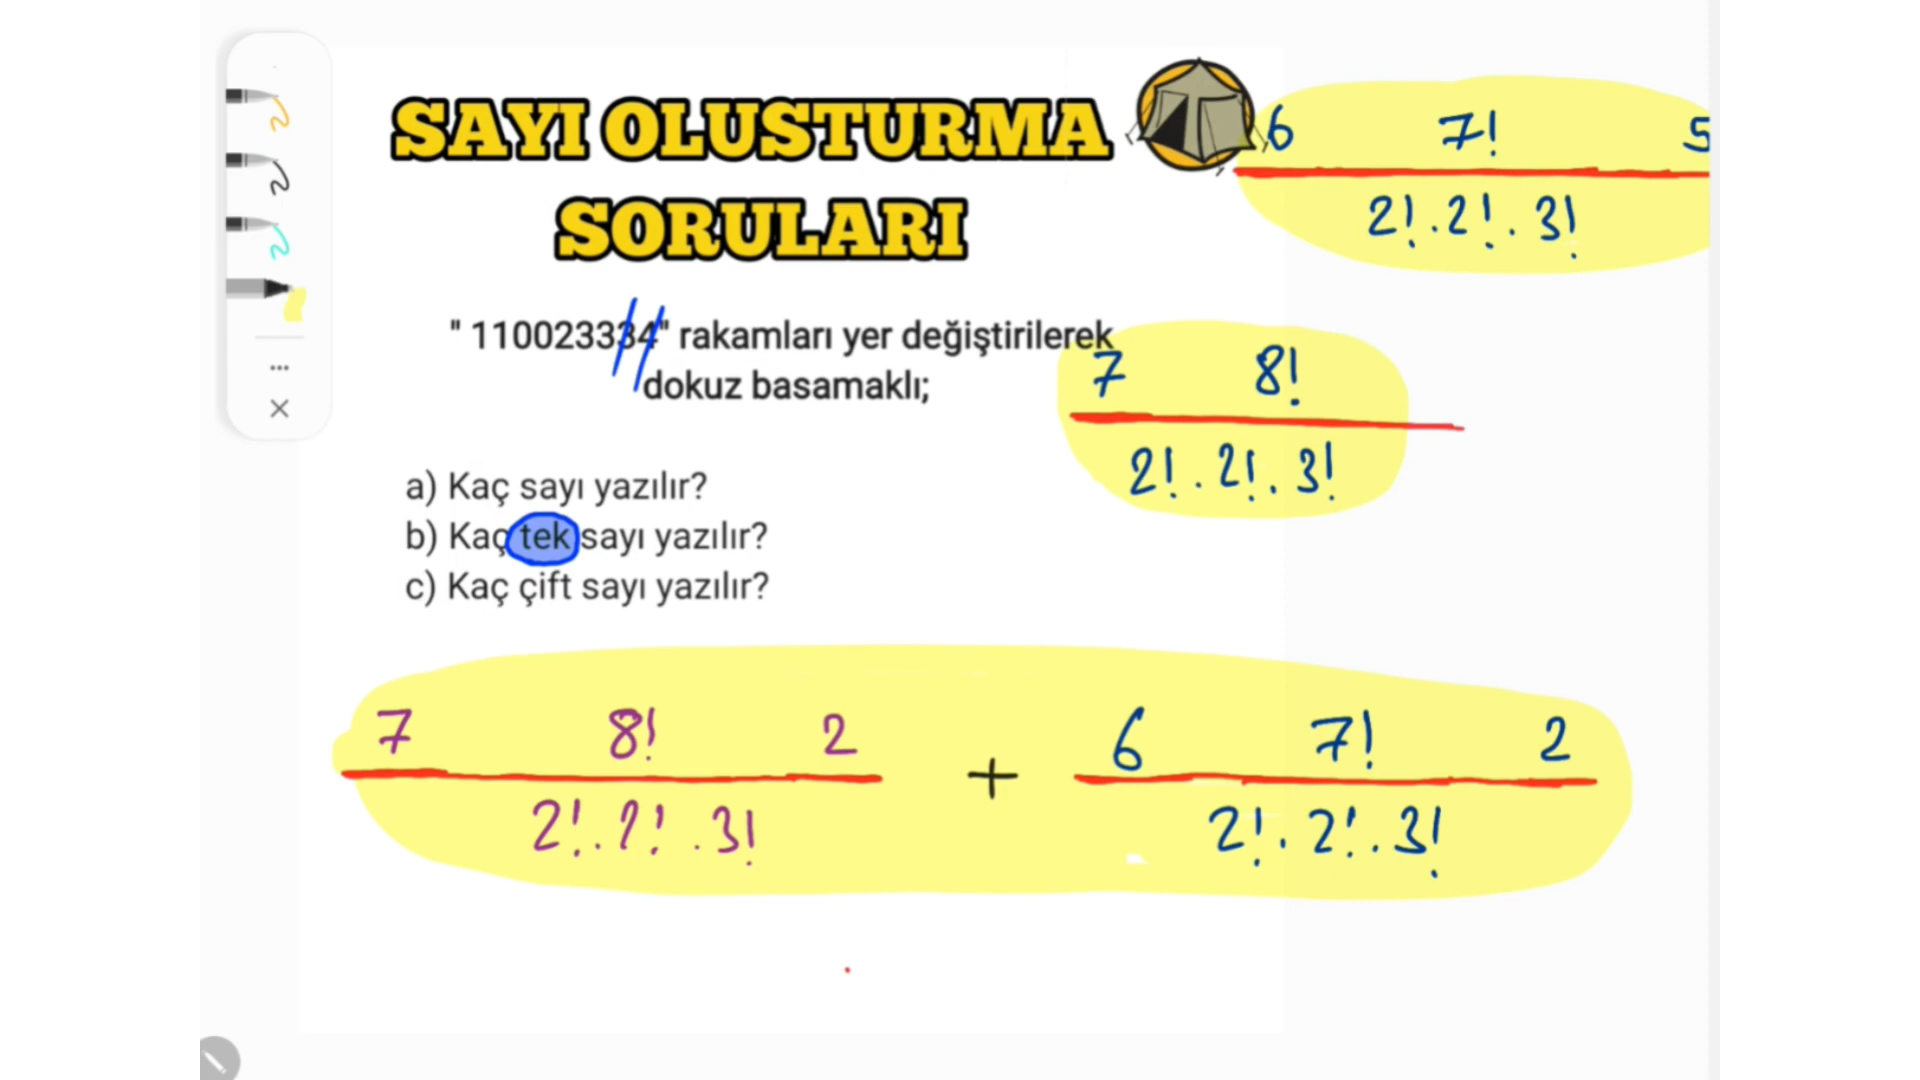 SAYI OLUSTURMA
SORULARI
6 7! 5
2! . 2! . 3!
" 110023334" rakamları yer değiştirilerek
dokuz basamaklı;
7 8!
2! . 2! . 3!
a) Kaç sayı yazılır?
b) Kaç tek sayı yazılır?
c) Kaç çift sayı yazılır?
7 8! 2 + 6 7! 2
2! . 2! . 3! 2! . 2! . 3!